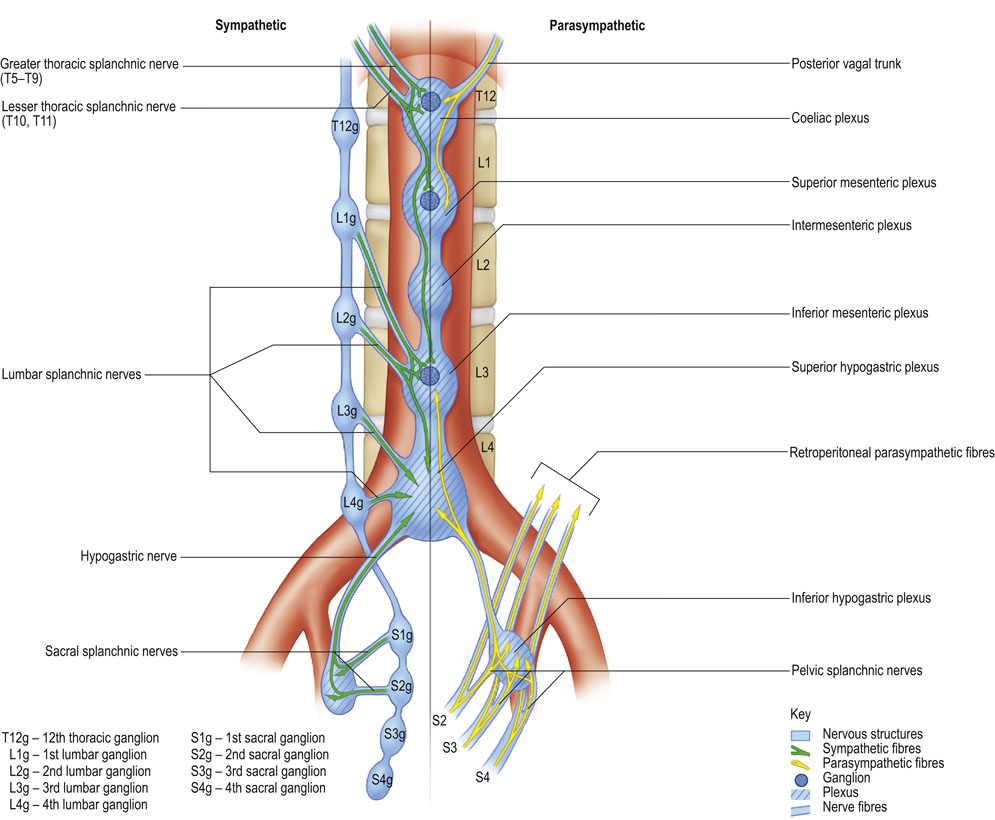 Sympathetic
Parasympathetic
Greater thoracic splanchnic nerve
(T5–T9)
Lesser thoracic splanchnic nerve
(T10, T11)
Lumbar splanchnic nerves
Hypogastric nerve
Sacral splanchnic nerves
T12g
L1g
L2g
L3g
L4g
S1g
S2g
S3g
S4g
T12
L1
L2
L3
L4
S2
S3
S4
Posterior vagal trunk
Coeliac plexus
Superior mesenteric plexus
Intermesenteric plexus
Inferior mesenteric plexus
Superior hypogastric plexus
Retroperitoneal parasympathetic fibres
Inferior hypogastric plexus
Pelvic splanchnic nerves
T12g – 12th thoracic ganglion
L1g – 1st lumbar ganglion
L2g – 2nd lumbar ganglion
L3g – 3rd lumbar ganglion
L4g – 4th lumbar ganglion
S1g – 1st sacral ganglion
S2g – 2nd sacral ganglion
S3g – 3rd sacral ganglion
S4g – 4th sacral ganglion
Key
Nervous structures
Sympathetic fibres
Parasympathetic fibres
Ganglion
Plexus
Nerve fibres